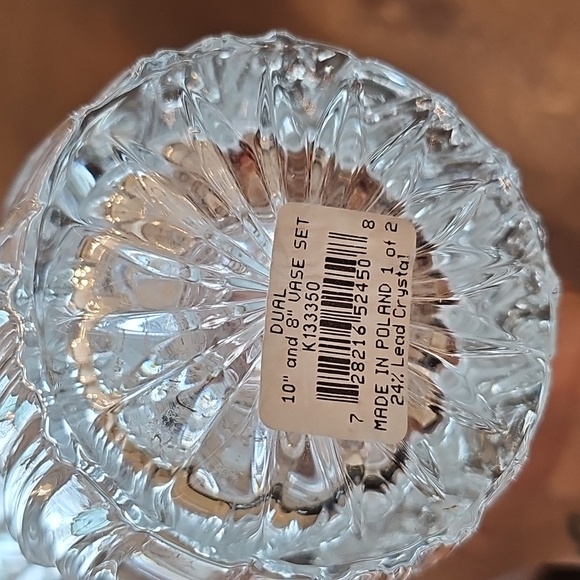 DUAL
10" and 8" VASE SET
K133350
7 28216 52450 8
MADE IN POLAND 1 of 2
24% Lead Crystal